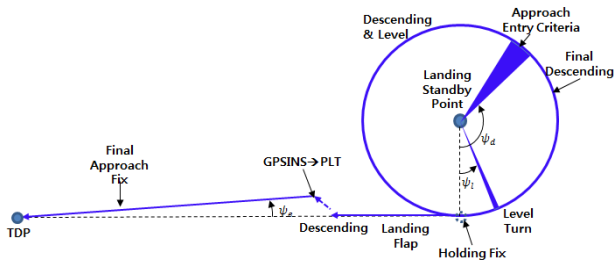 Descending
& Level
Approach
Entry Criteria
Final
Descending
Landing
Standby
Point
ψd
ψl
Final
Approach
Fix
GPSINS→PLT
ψe
TDP
Descending
Landing
Flap
Level
Turn
Holding Fix